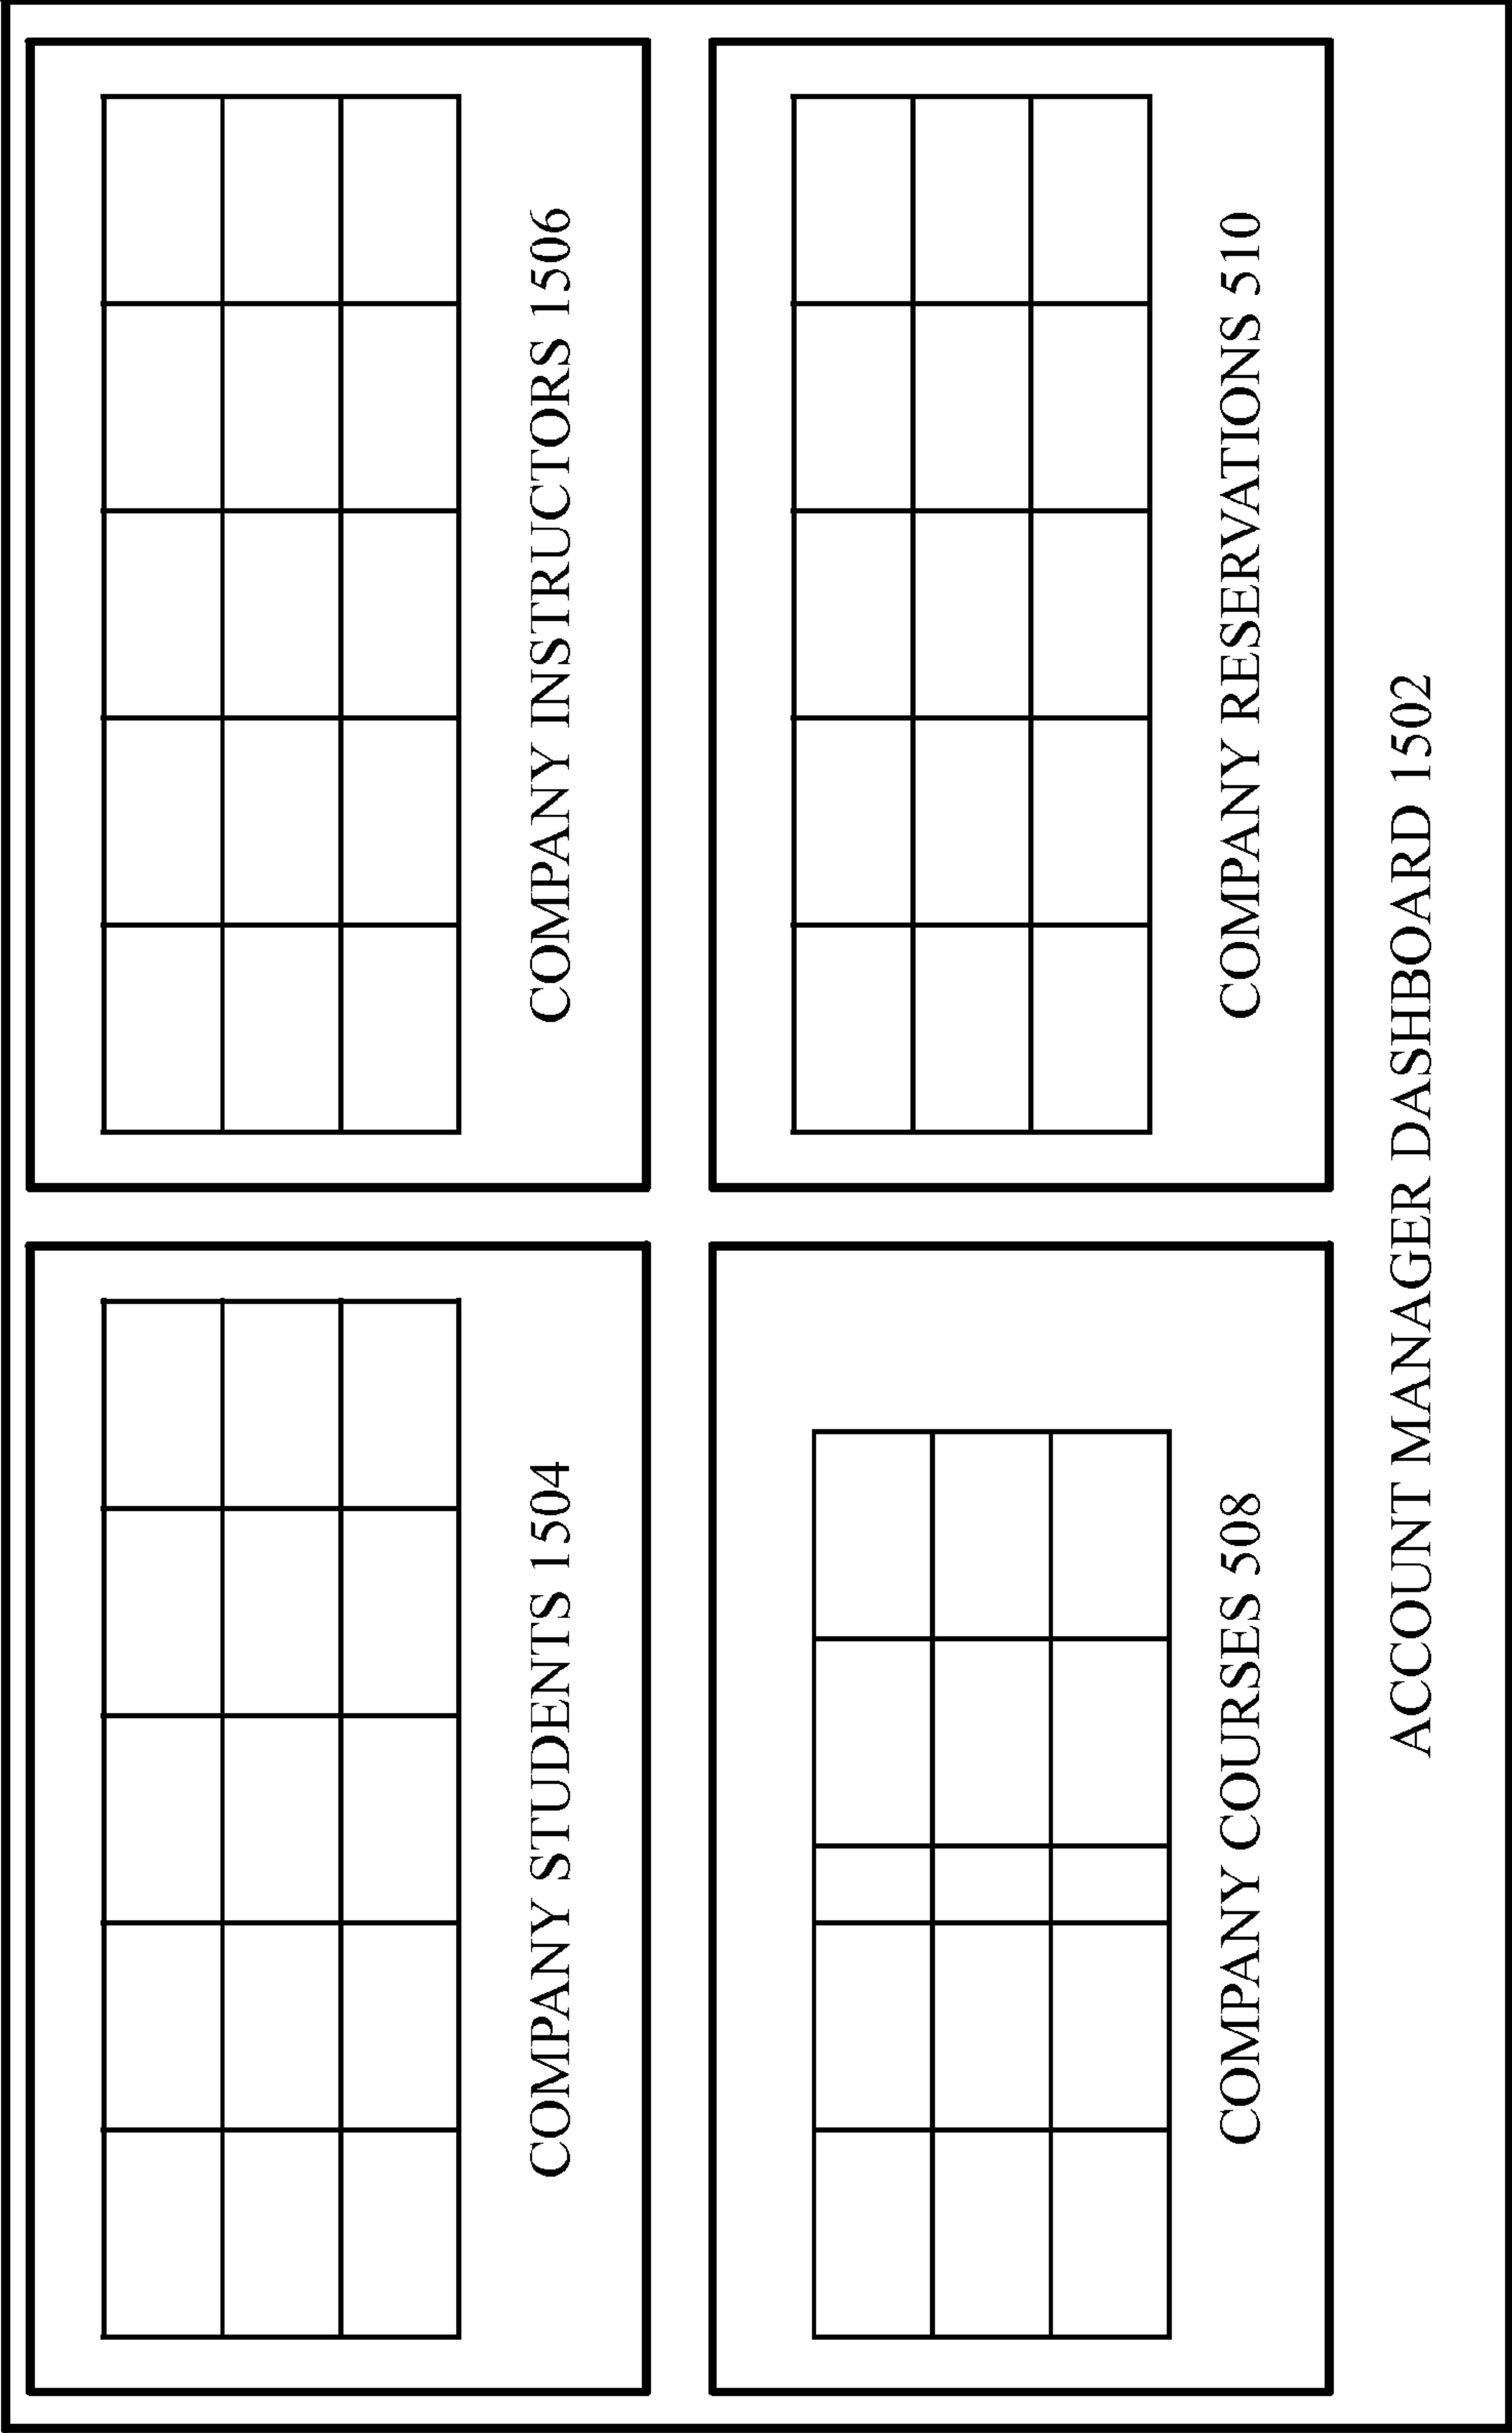 COMPANY STUDENTS 1504
COMPANY INSTRUCTORS 1506
COMPANY COURSES 508
COMPANY RESERVATIONS 510
ACCOUNT MANAGER DASHBOARD 1502